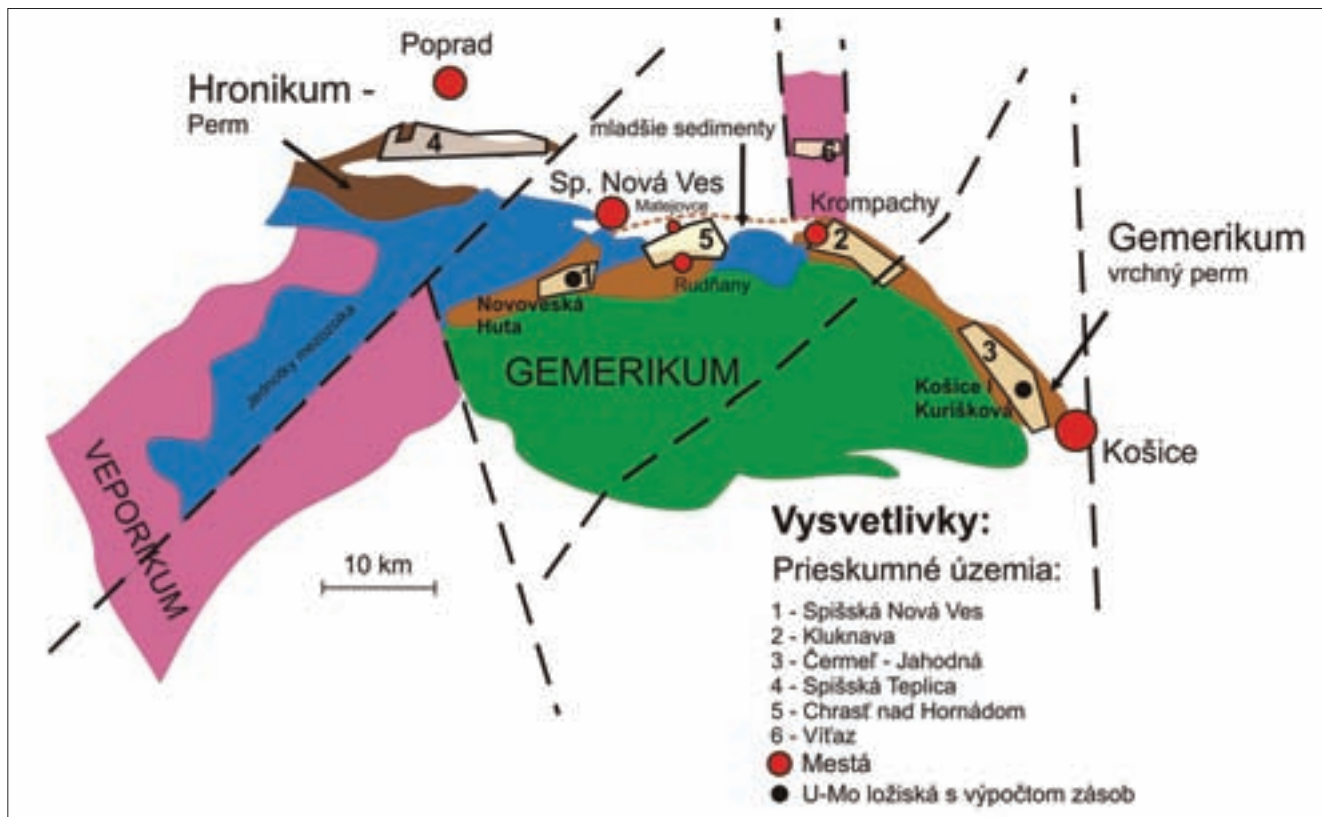 Poprad
Hronikum -
Perm
4
mladšie sedimenty
6
Sp. Nová Ves
Matejovce
Krompachy
5
2
Gemerikum
vrchný perm
1
Rudňany
Novoveská
Huta
3
Jednotky mezozoika
GEMERIKUM
Košice I
Kurišková
Košice
VEPORIKUM
10 km
Vysvetlivky:
Prieskumné územia:
1 - Spišská Nová Ves
2 - Kluknava
3 - Čermeľ - Jahodná
4 - Spišská Teplica
5 - Chrasť nad Hornádom
6 - Víťaz
Mestá
U-Mo ložiská s výpočtom zásob